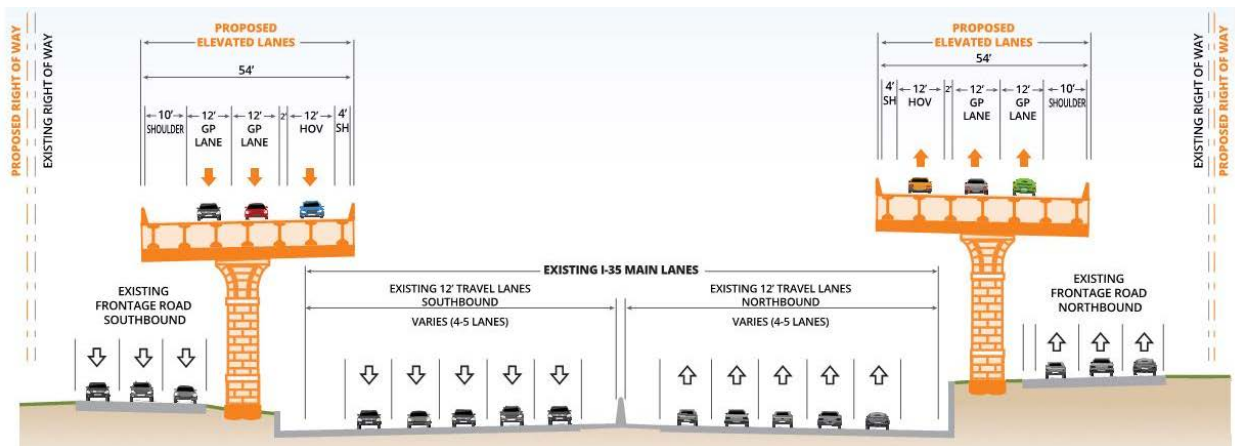 PROPOSED RIGHT OF WAY
EXISTING RIGHT OF WAY
PROPOSED
ELEVATED LANES
54'
10'
SHOULDER
12'
GP
LANE
12'
GP
LANE
2'
12'
HOV
4'
SH
EXISTING
FRONTAGE ROAD
SOUTHBOUND
EXISTING I-35 MAIN LANES
EXISTING 12' TRAVEL LANES
SOUTHBOUND
VARIES (4-5 LANES)
EXISTING 12' TRAVEL LANES
NORTHBOUND
VARIES (4-5 LANES)
PROPOSED
ELEVATED LANES
54'
4'
SH
12'
HOV
2'
12'
GP
LANE
12'
GP
LANE
10'
SHOULDER
EXISTING
FRONTAGE ROAD
NORTHBOUND
EXISTING RIGHT OF WAY
PROPOSED RIGHT OF WAY